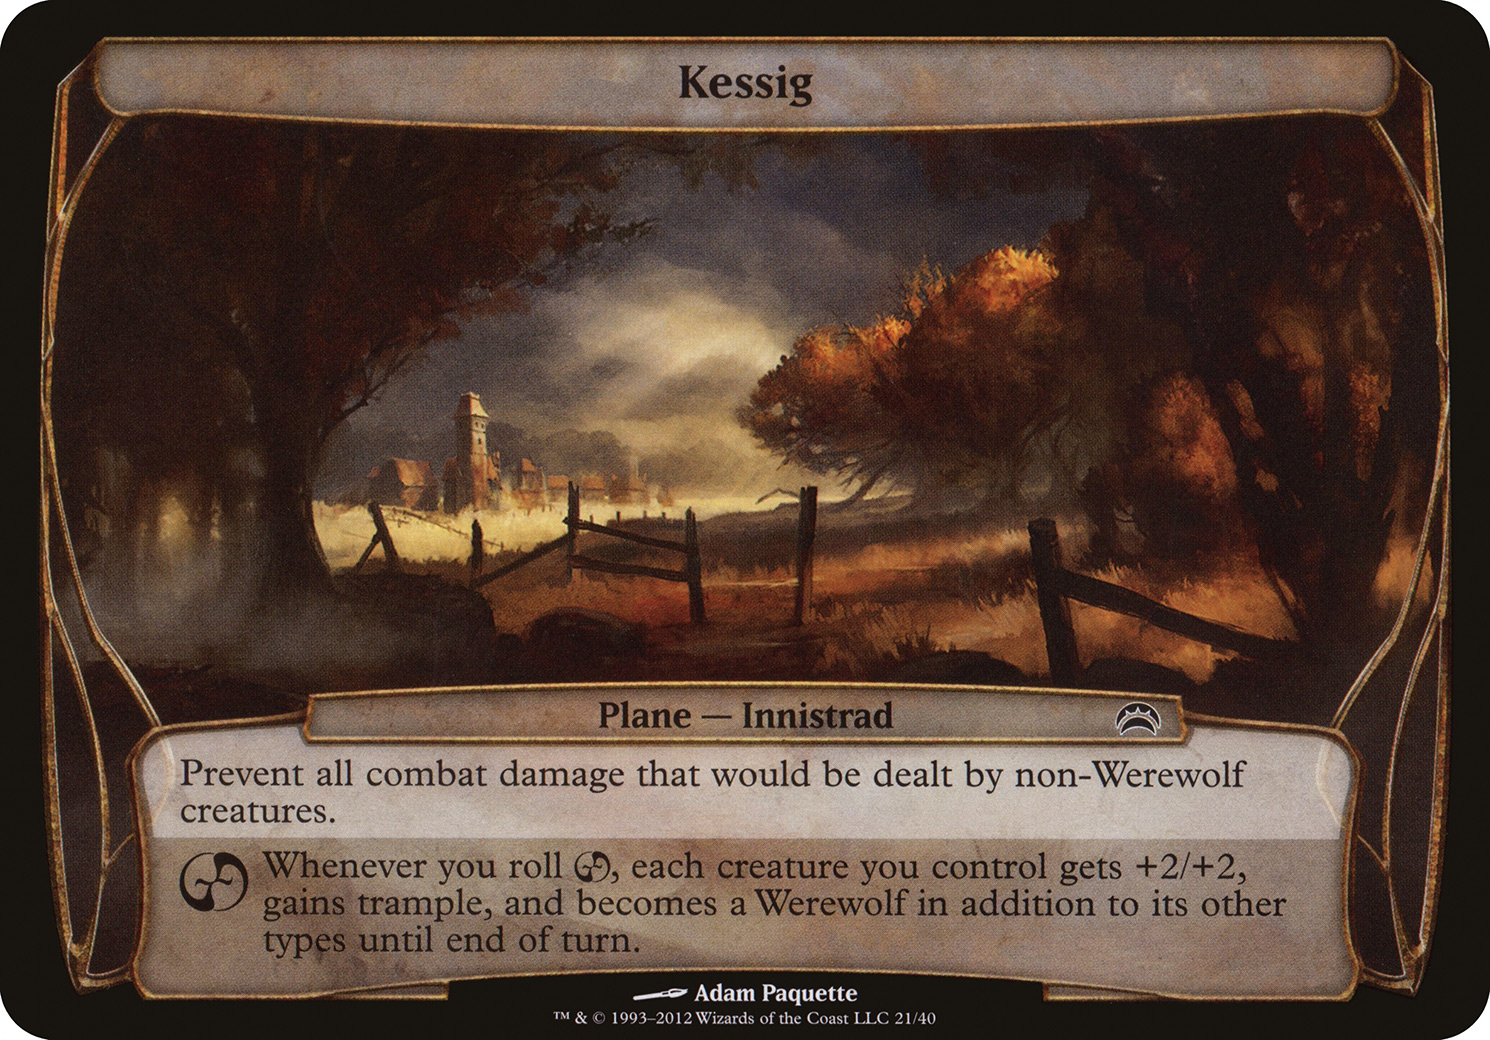 Kessig
Plane — Innistrad
Prevent all combat damage that would be dealt by non-Werewolf
creatures.
Whenever you roll , each creature you control gets +2/+2,
gains trample, and becomes a Werewolf in addition to its other
types until end of turn.
Adam Paquette
™ & © 1993–2012 Wizards of the Coast LLC 21/40